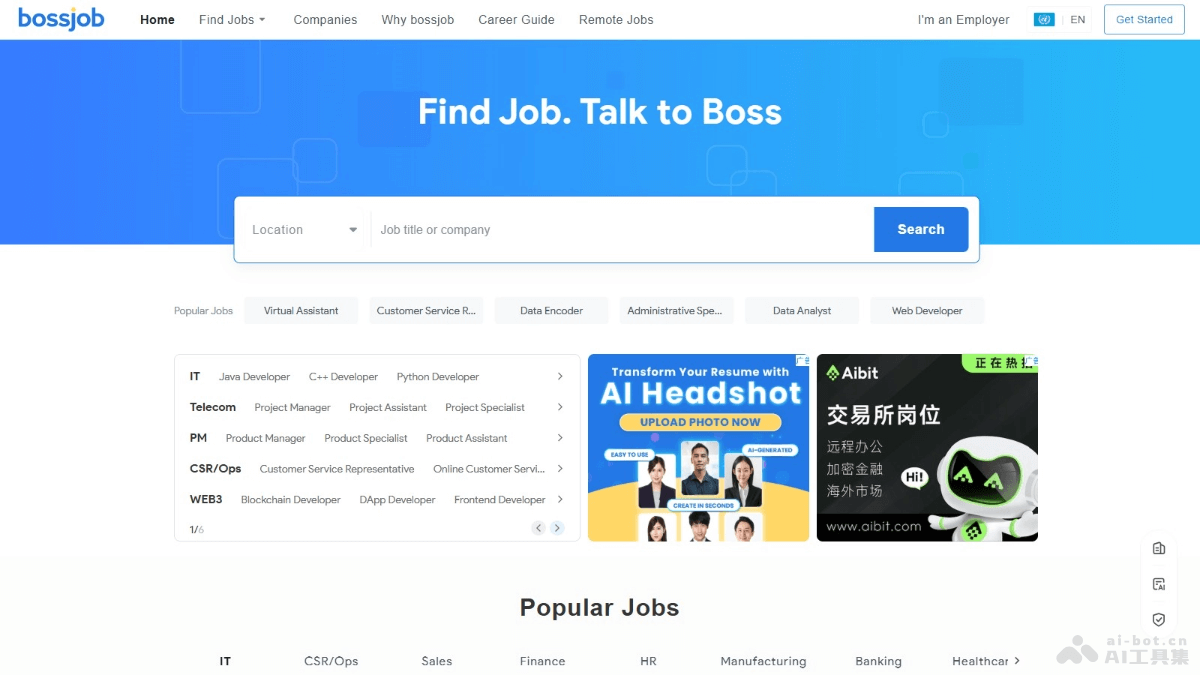 bossjob
Home Find Jobs Companies Why bossjob Career Guide Remote Jobs I'm an Employer EN Get Started
Find Job. Talk to Boss
Location Job title or company Search
Popular Jobs Virtual Assistant Customer Service R... Data Encoder Administrative Spe... Data Analyst Web Developer
IT Java Developer C++ Developer Python Developer
Telecom Project Manager Project Assistant Project Specialist
PM Product Manager Product Specialist Product Assistant
CSR/Ops Customer Service Representative Online Customer Servi...
WEB3 Blockchain Developer DApp Developer Frontend Developer
1/6
Transform Your Resume with
AI Headshot
UPLOAD PHOTO NOW
EASY TO USE
AI-GENERATED
CREATE IN SECONDS
正在热招
Aibit
交易所岗位
远程办公
加密金融
海外市场
Hi!
www.aibit.com
Popular Jobs
IT CSR/Ops Sales Finance HR Manufacturing Banking Healthcar
ai-bot.cn
AI工具集